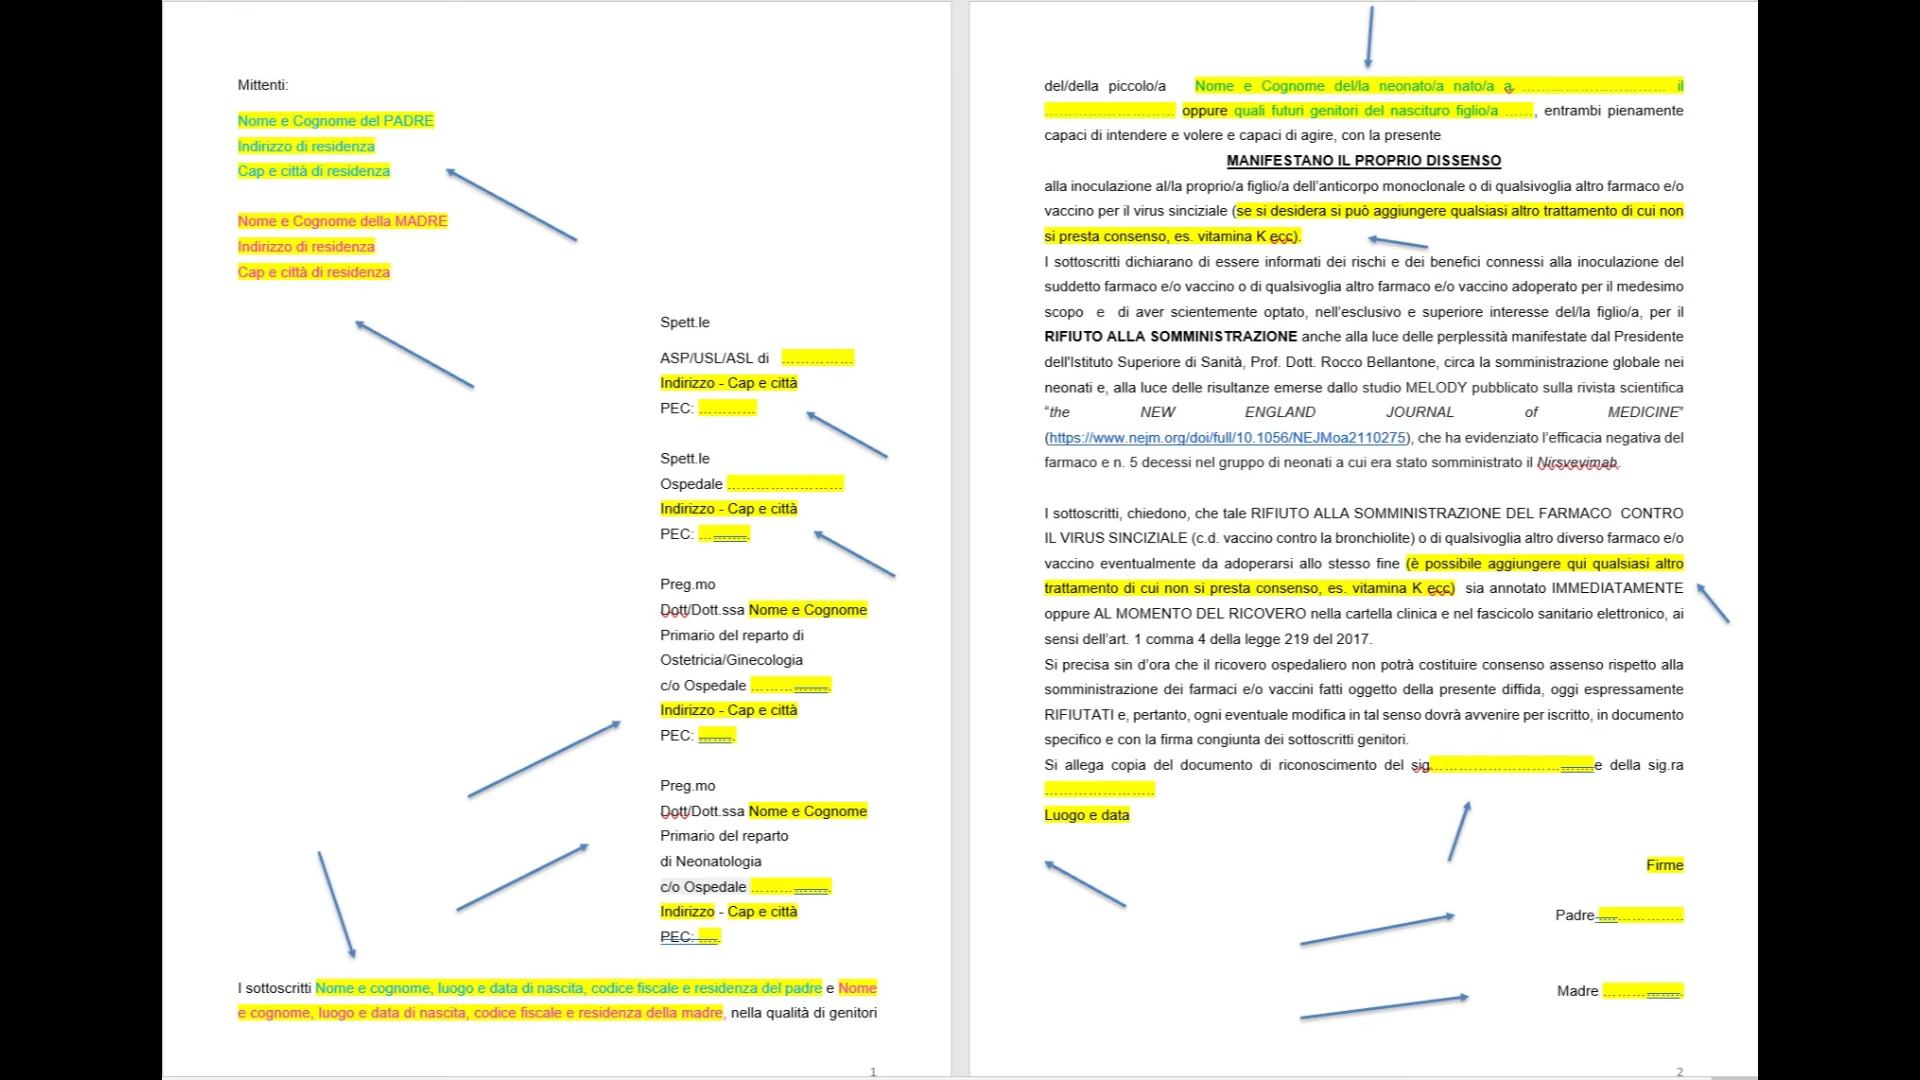 Mittenti:
Nome e Cognome del PADRE
Indirizzo di residenza
Cap e città di residenza
Nome e Cognome della MADRE
Indirizzo di residenza
Cap e città di residenza
Spett.le
ASP/USL/ASL di ……………
Indirizzo - Cap e città
PEC: …………
Spett.le
Ospedale ……………………
Indirizzo - Cap e città
PEC: ……….
Preg.mo
Dott/Dott.ssa Nome e Cognome
Primario del reparto di
Ostetricia/Ginecologia
c/o Ospedale …………….
Indirizzo - Cap e città
PEC: …….
Preg.mo
Dott/Dott.ssa Nome e Cognome
Primario del reparto
di Neonatologia
c/o Ospedale …………….
Indirizzo - Cap e città
PEC: ….
I sottoscritti Nome e cognome, luogo e data di nascita, codice fiscale e residenza del padre e Nome
e cognome, luogo e data di nascita, codice fiscale e residenza della madre, nella qualità di genitori
1
del/della piccolo/a Nome e Cognome del/la neonato/a nato/a a ………………………… il
……………………… oppure quali futuri genitori del nascituro figlio/a ……, entrambi pienamente
capaci di intendere e volere e capaci di agire, con la presente
MANIFESTANO IL PROPRIO DISSENSO
alla inoculazione al/la proprio/a figlio/a dell’anticorpo monoclonale o di qualsivoglia altro farmaco e/o
vaccino per il virus sinciziale (se si desidera si può aggiungere qualsiasi altro trattamento di cui non
si presta consenso, es. vitamina K ecc).
I sottoscritti dichiarano di essere informati dei rischi e dei benefici connessi alla inoculazione del
suddetto farmaco e/o vaccino o di qualsivoglia altro farmaco e/o vaccino adoperato per il medesimo
scopo e di aver scientemente optato, nell’esclusivo e superiore interesse del/la figlio/a, per il
RIFIUTO ALLA SOMMINISTRAZIONE anche alla luce delle perplessità manifestate dal Presidente
dell'Istituto Superiore di Sanità, Prof. Dott. Rocco Bellantone, circa la somministrazione globale nei
neonati e, alla luce delle risultanze emerse dallo studio MELODY pubblicato sulla rivista scientifica
“the NEW ENGLAND JOURNAL of MEDICINE”
(https://www.nejm.org/doi/full/10.1056/NEJMoa2110275), che ha evidenziato l’efficacia negativa del
farmaco e n. 5 decessi nel gruppo di neonati a cui era stato somministrato il Nirsvevimab.
I sottoscritti, chiedono, che tale RIFIUTO ALLA SOMMINISTRAZIONE DEL FARMACO CONTRO
IL VIRUS SINCIZIALE (c.d. vaccino contro la bronchiolite) o di qualsivoglia altro diverso farmaco e/o
vaccino eventualmente da adoperarsi allo stesso fine (è possibile aggiungere qui qualsiasi altro
trattamento di cui non si presta consenso, es. vitamina K ecc) sia annotato IMMEDIATAMENTE
oppure AL MOMENTO DEL RICOVERO nella cartella clinica e nel fascicolo sanitario elettronico, ai
sensi dell’art. 1 comma 4 della legge 219 del 2017.
Si precisa sin d’ora che il ricovero ospedaliero non potrà costituire consenso assenso rispetto alla
somministrazione dei farmaci e/o vaccini fatti oggetto della presente diffida, oggi espressamente
RIFIUTATI e, pertanto, ogni eventuale modifica in tal senso dovrà avvenire per iscritto, in documento
specifico e con la firma congiunta dei sottoscritti genitori.
Si allega copia del documento di riconoscimento del sig……………………………e della sig.ra
…………………..
Luogo e data
Firme
Padre………………
Madre …………….
2